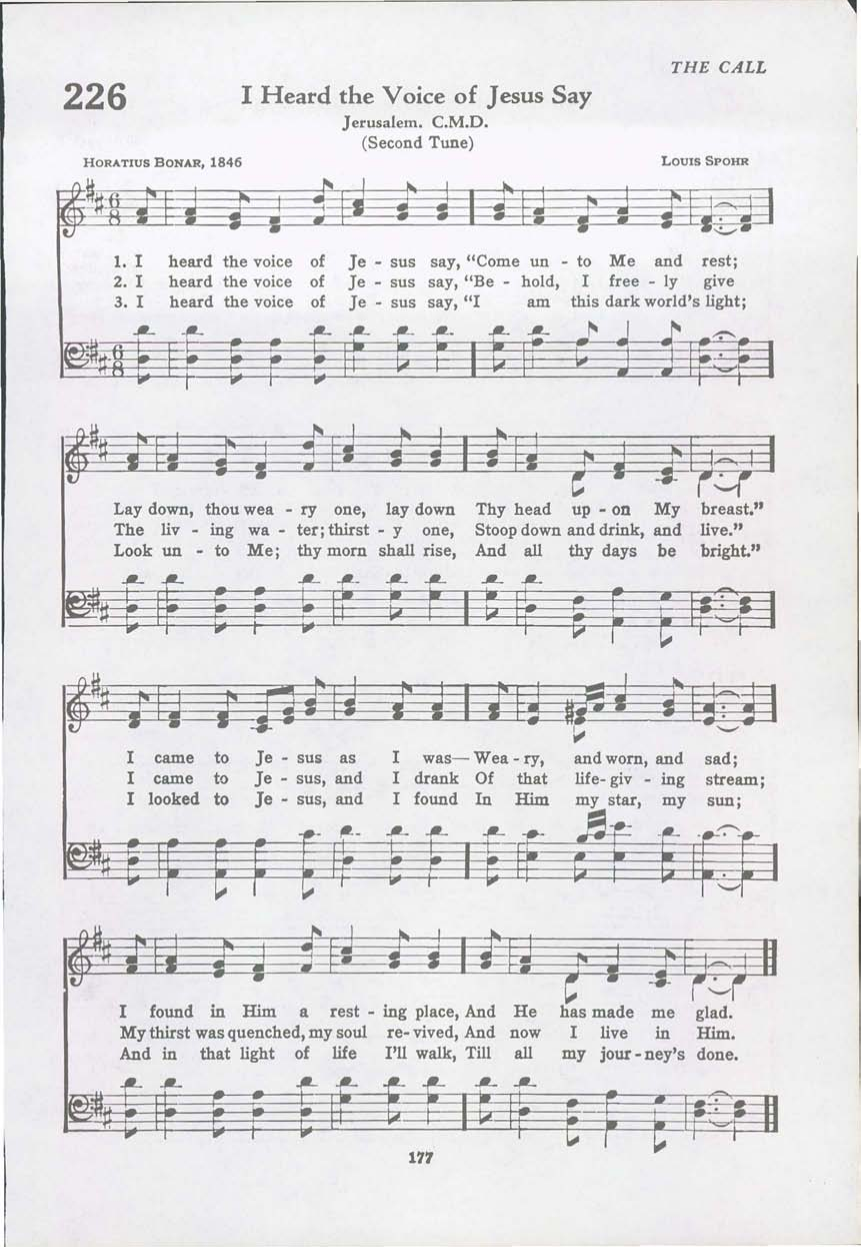 THE CALL
226
I Heard the Voice of Jesus Say
Jerusalem. C.M.D.
(Second Tune)
HORATIUS BONAR, 1846
LOUIS SPOHR
6
8
1. I heard the voice of Je - sus say, “Come un - to Me and rest;
2. I heard the voice of Je - sus say, “Be - hold, I free - ly give
3. I heard the voice of Je - sus say, “I am this dark world's light;
6
8
Lay down, thou wea - ry one, lay down Thy head up - on My breast.”
The liv - ing wa - ter; thirst - y one, Stoop down and drink, and live.”
Look un - to Me; thy morn shall rise, And all thy days be bright.”
I came to Je - sus as I was— Wea - ry, and worn, and sad;
I came to Je - sus, and I drank Of that life- giv - ing stream;
I looked to Je - sus, and I found In Him my star, my sun;
I found in Him a rest - ing place, And He has made me glad.
My thirst was quenched, my soul re - vived, And now I live in Him.
And in that light of life I'll walk, Till all my jour - ney's done.
177